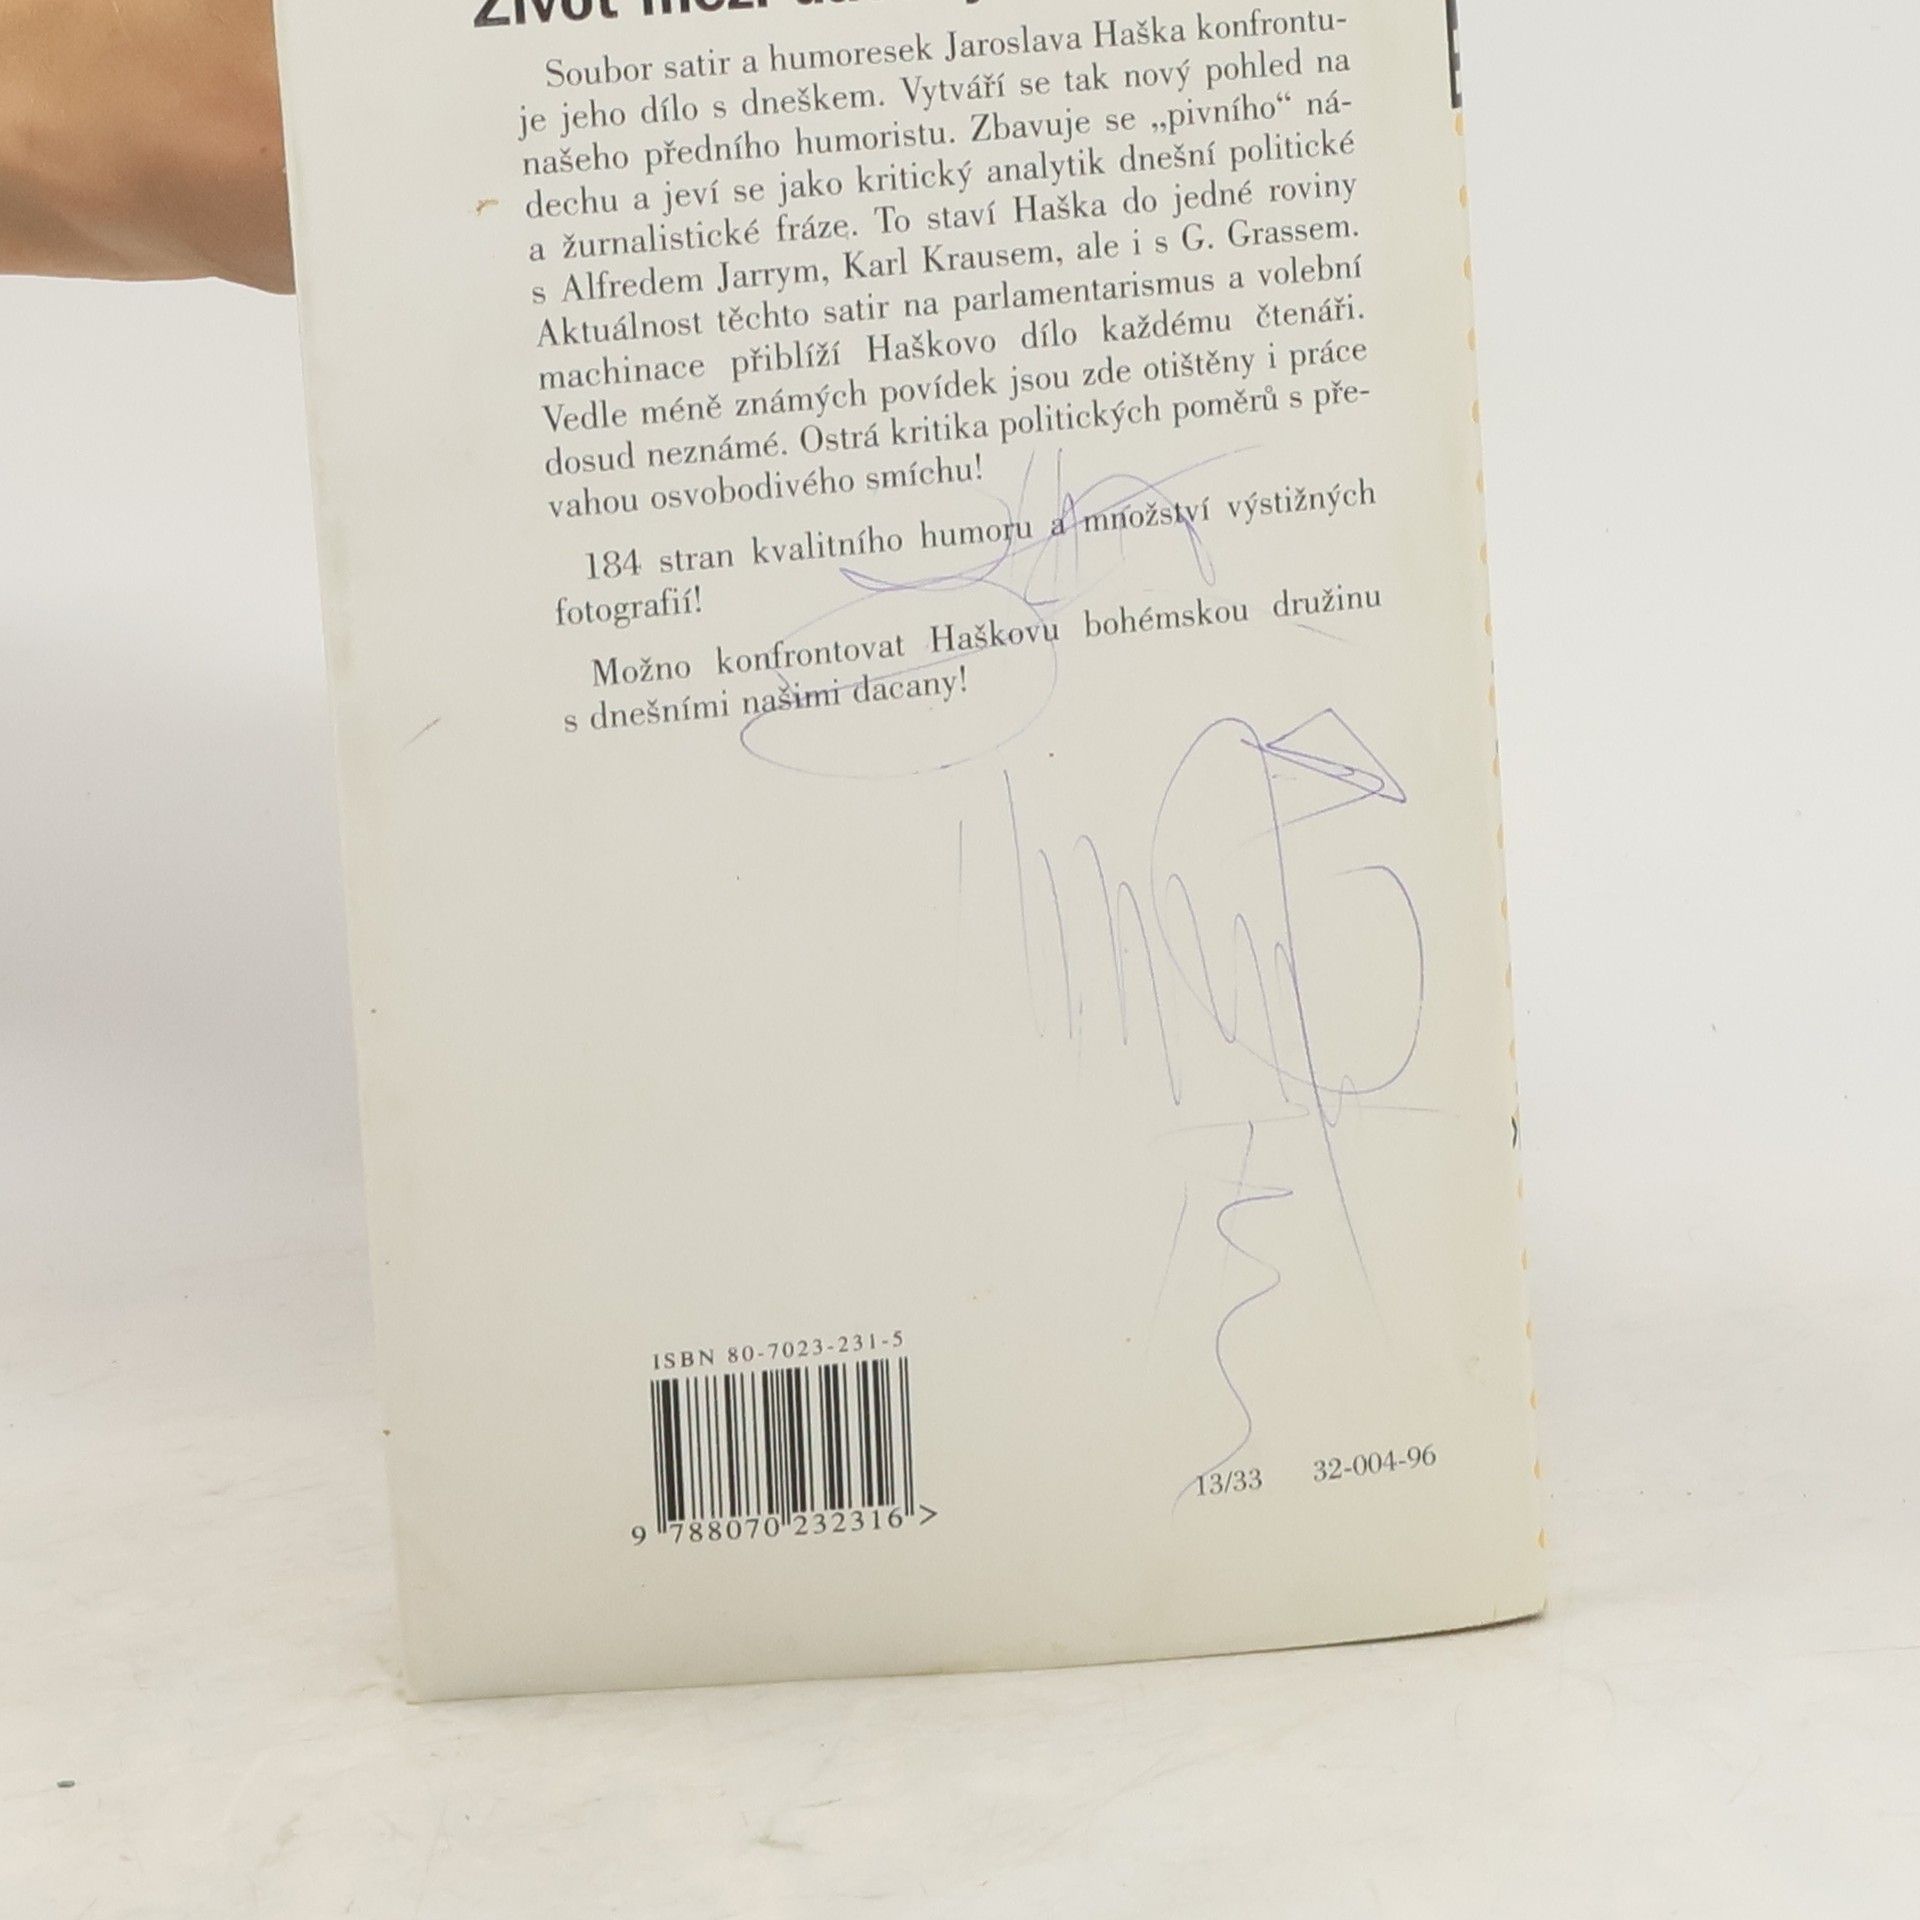 Život mezi
Soubor satir a humoresek Jaroslava Haška konfrontu-
je jeho dílo s dneškem. Vytváří se tak nový pohled na
našeho předního humoristu. Zbavuje se „pivního“ ná-
dechu a jeví se jako kritický analytik dnešní politické
a žurnalistické fráze. To staví Haška do jedné roviny
s Alfredem Jarrym, Karl Krausem, ale i s G. Grassem.
Aktuálnost těchto satir na parlamentarismus a volební
machinace přiblíží Haškovo dílo každému čtenáři.
Vedle méně známých povídek jsou zde otištěny i práce
dosud neznámé. Ostrá kritika politických poměrů s pře-
vahou osvobodivého smíchu!
184 stran kvalitního humoru a množství výstižných
fotografií!
Možno konfrontovat Haškovu bohémskou družinu
s dnešními našimi dacany!
ISBN 80-7023-231-5
9 788070 232316 >
13/33 32-004-96